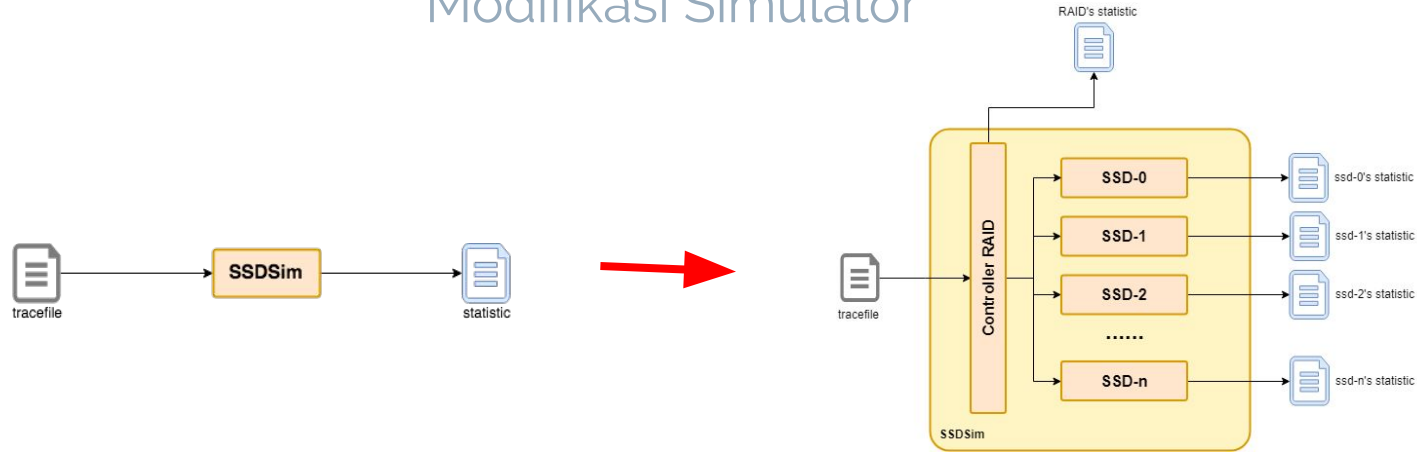 Modifikasi Simulator
tracefile
SSDSim
statistic
RAID's statistic
tracefile
Controller RAID
SSD-0
ssd-0's statistic
SSD-1
ssd-1's statistic
SSD-2
ssd-2's statistic
......
SSD-n
ssd-n's statistic
SSDSim